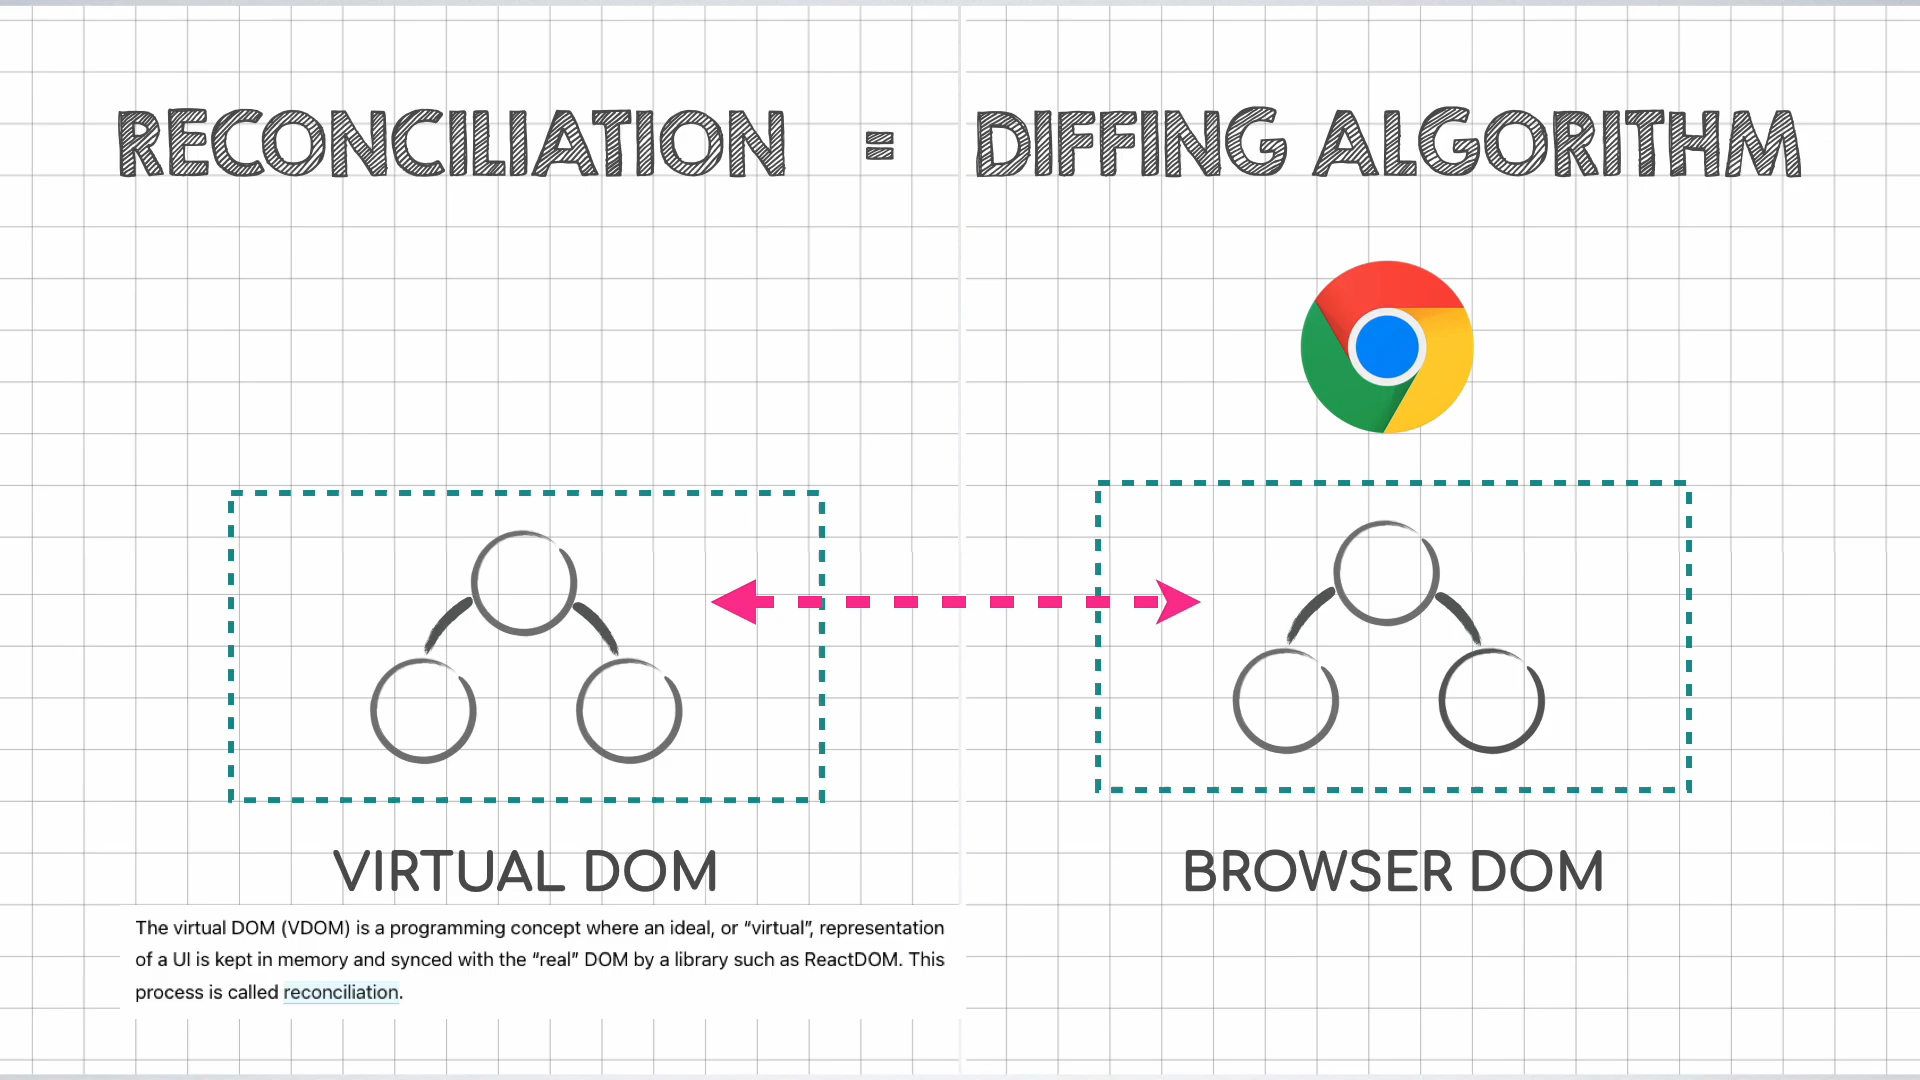 RECONCILIATION = DIFFING ALGORITHM
VIRTUAL DOM
BROWSER DOM
The virtual DOM (VDOM) is a programming concept where an ideal, or “virtual”, representation
of a UI is kept in memory and synced with the “real” DOM by a library such as ReactDOM. This
process is called reconciliation.